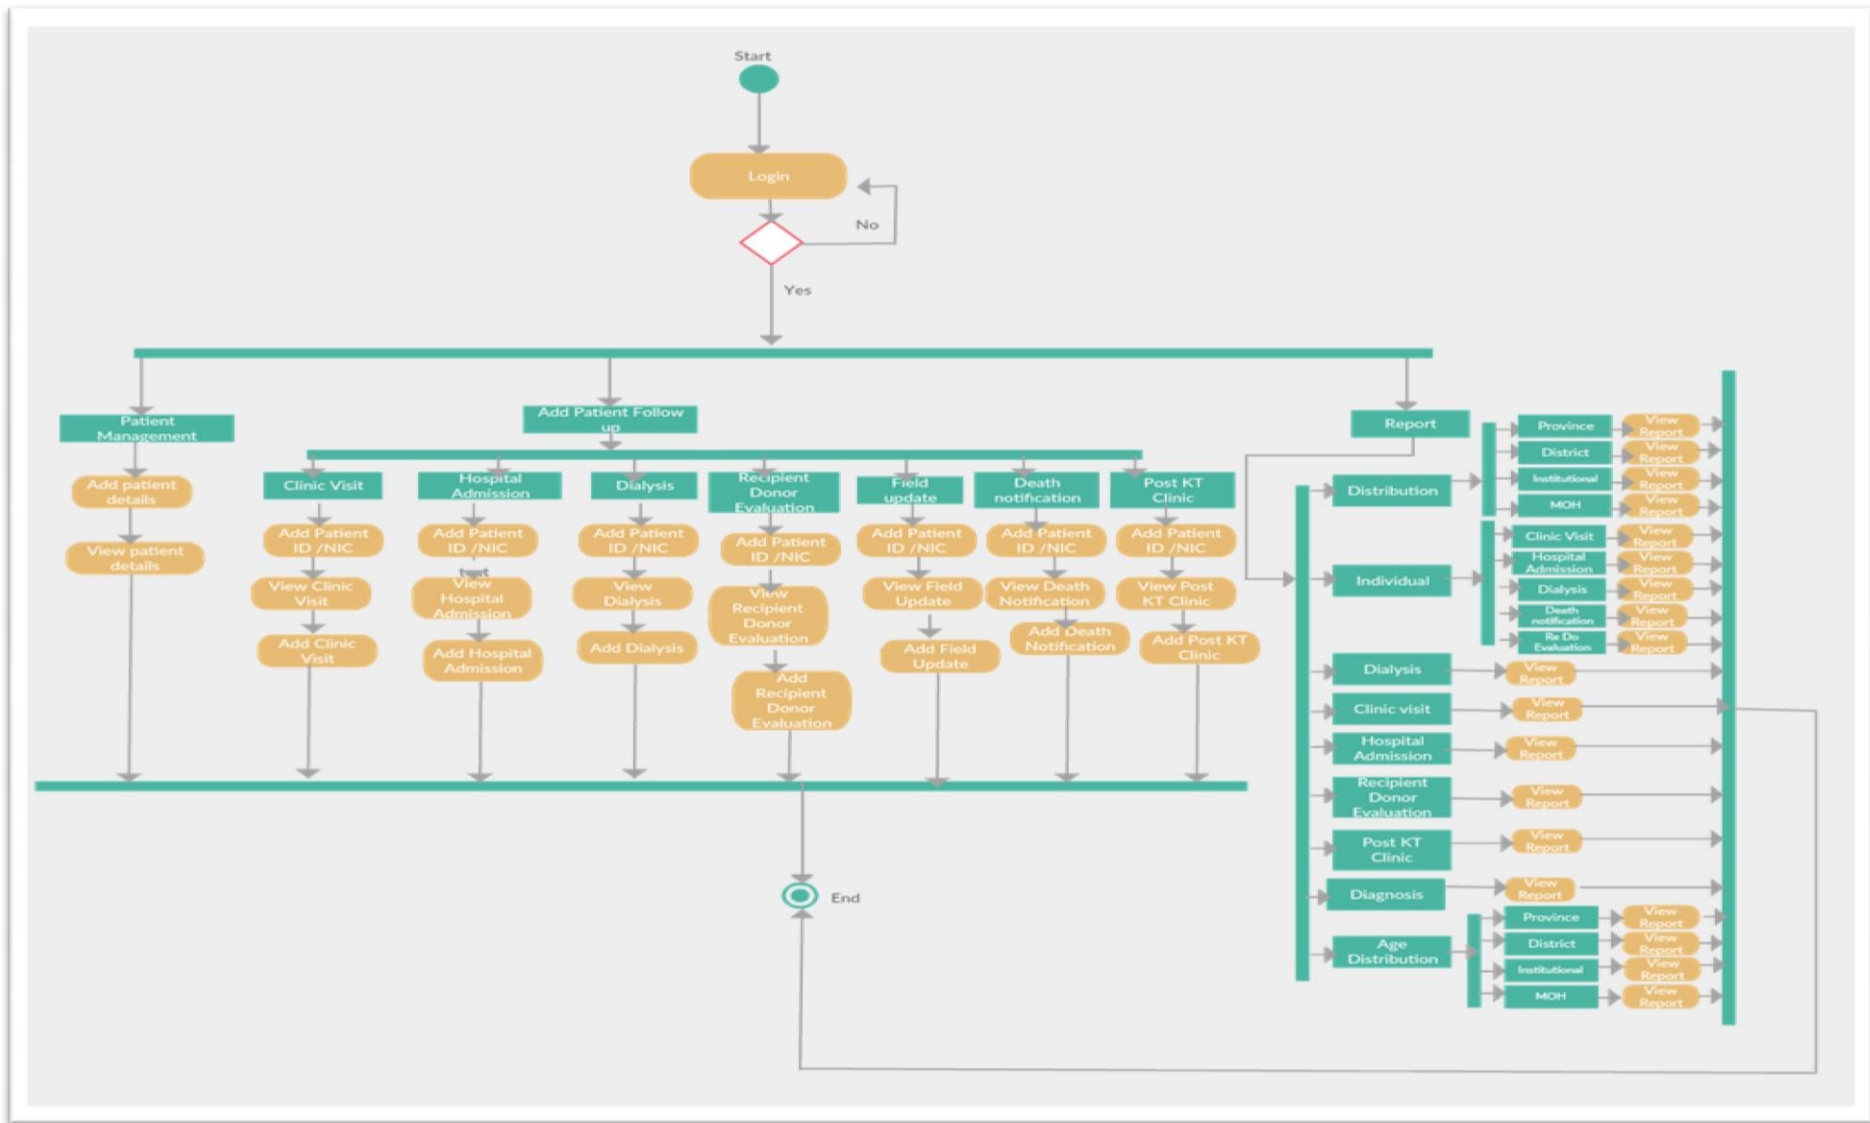 Start
Login
No
Yes
Patient
Management
Add patient
details
View patient
details
Add Patient Follow
up
Clinic Visit
Add Patient
ID /NIC
View Clinic
Visit
Add Clinic
Visit
Hospital
Admission
Add Patient
ID /NIC
View
Hospital
Admission
Add Hospital
Admission
Dialysis
Add Patient
ID /NIC
View
Dialysis
Add Dialysis
Recipient
Donor
Evaluation
Add Patient
ID /NIC
View
Recipient
Donor
Evaluation
Add
Recipient
Donor
Evaluation
Field
update
Add Patient
ID /NIC
View Field
Update
Add Field
Update
Death
notification
Add Patient
ID /NIC
View Death
Notification
Add Death
Notification
Post KT
Clinic
Add Patient
ID /NIC
View Post
KT Clinic
Add Post KT
Clinic
End
Report
Distribution
Province
View
Report
District
View
Report
Institutional
View
Report
MOH
View
Report
Individual
Clinic Visit
View
Report
Hospital
Admission
View
Report
Dialysis
View
Report
Death
notification
View
Report
Re Do
Evaluation
View
Report
Dialysis
View
Report
Clinic visit
View
Report
Hospital
Admission
View
Report
Recipient
Donor
Evaluation
View
Report
Post KT
Clinic
View
Report
Diagnosis
View
Report
Age
Distribution
Province
View
Report
District
View
Report
Institutional
View
Report
MOH
View
Report